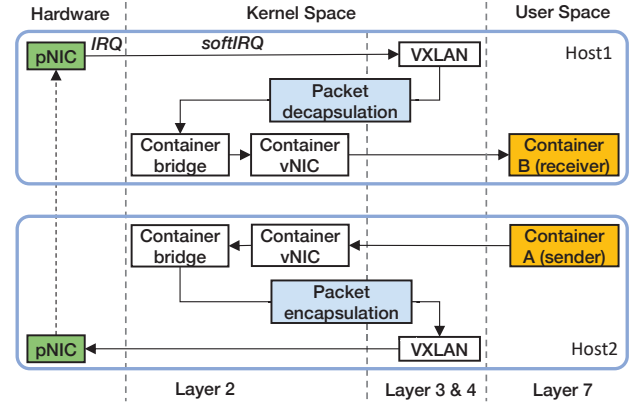 Hardware
Kernel Space
User Space
pNIC
IRQ
softIRQ
VXLAN
Host1
Packet
decapsulation
Container
bridge
Container
vNIC
Container
B (receiver)
Container
bridge
Container
vNIC
Container
A (sender)
Packet
encapsulation
pNIC
VXLAN
Host2
Layer 2
Layer 3 & 4
Layer 7